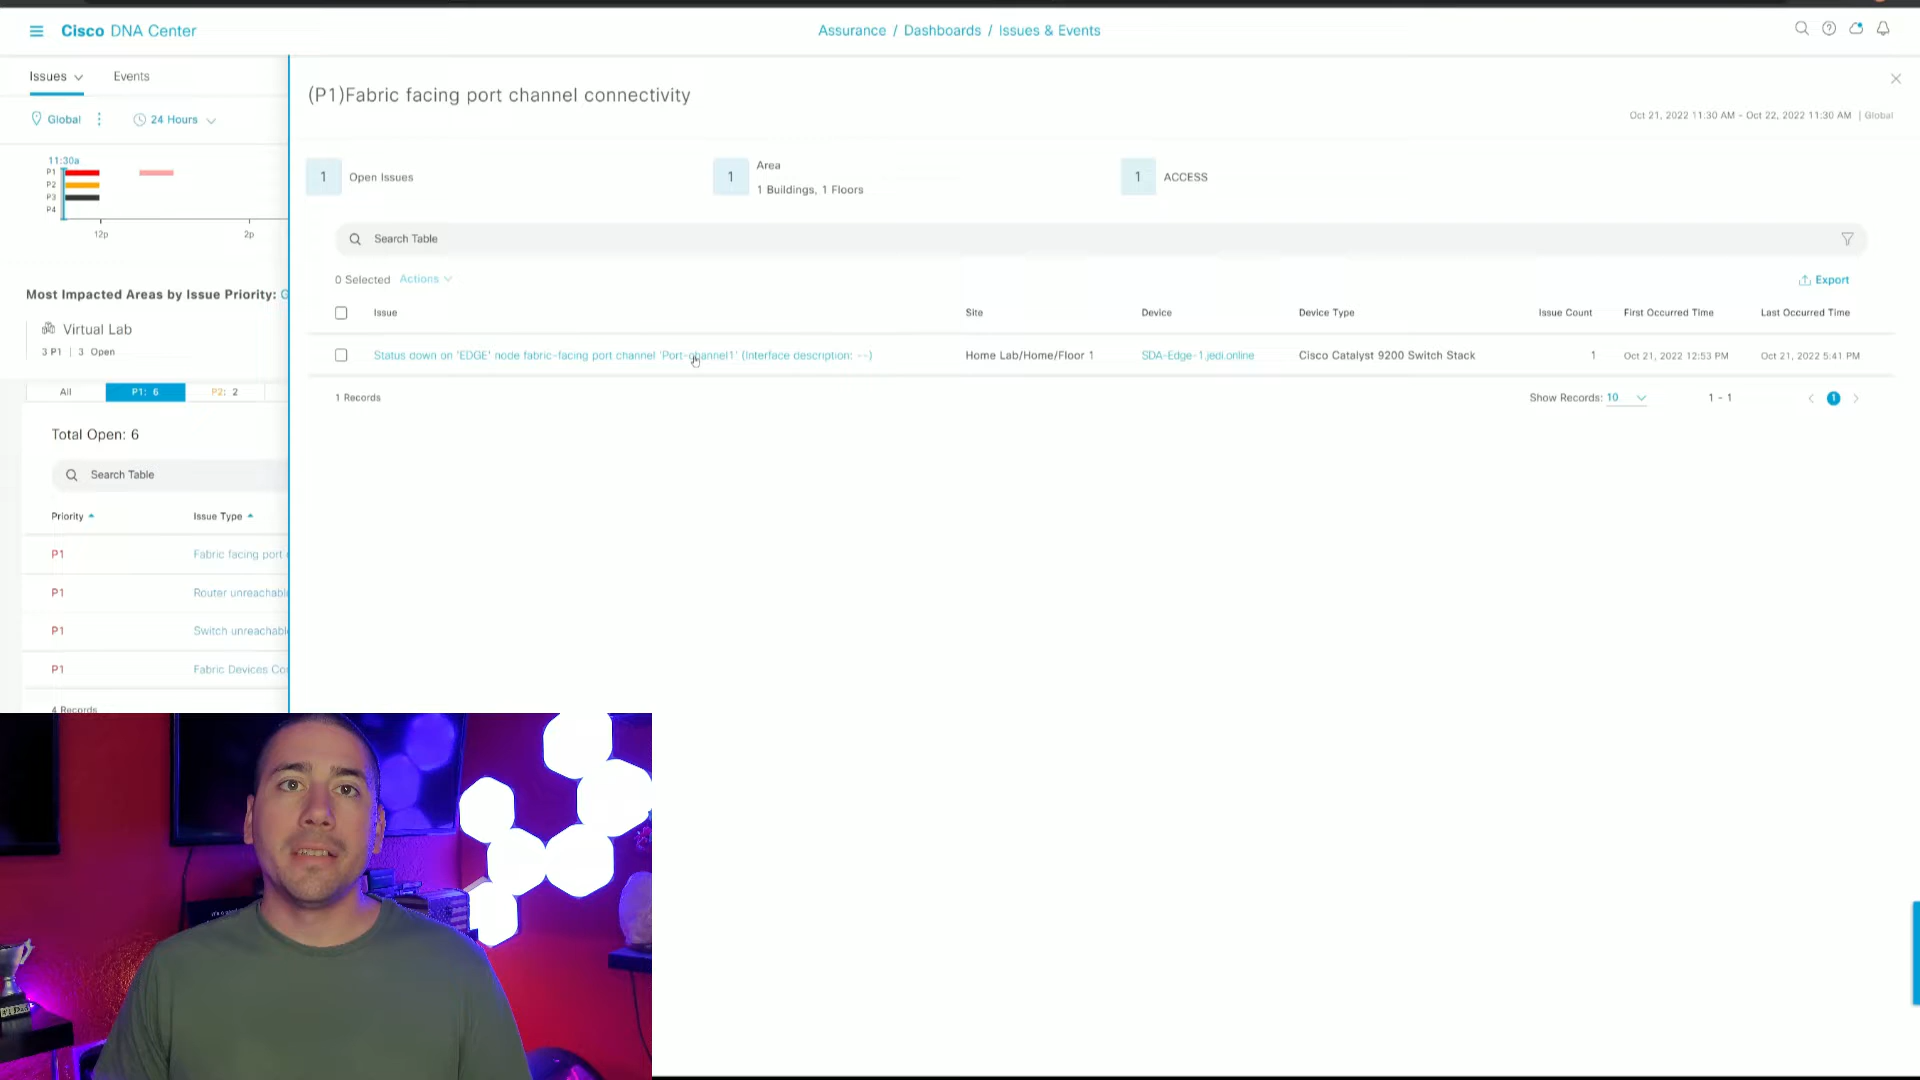 Cisco DNA Center
Assurance / Dashboards / Issues & Events
Issues
Events
Global
24 Hours
11:30a
P1
P2
P3
P4
12p
2p
Most Impacted Areas by Issue Priority: G
Virtual Lab
3 P1 | 3 Open
All
P1: 6
P2: 2
Total Open: 6
Search Table
Priority
Issue Type
P1
Fabric facing port
P1
Router unreachabl
P1
Switch unreachabl
P1
Fabric Devices Co
4 Records
(P1)Fabric facing port channel connectivity
Oct 21, 2022 11:30 AM - Oct 22, 2022 11:30 AM | Global
1 Open Issues
1 Area
1 Buildings, 1 Floors
1 ACCESS
Search Table
0 Selected Actions
Export
Issue Site Device Device Type Issue Count First Occurred Time Last Occurred Time
Status down on 'EDGE' node fabric-facing port channel 'Port-channel1' (Interface description: --) Home Lab/Home/Floor 1 SDA-Edge-1.jedi.online Cisco Catalyst 9200 Switch Stack 1 Oct 21, 2022 12:53 PM Oct 21, 2022 5:41 PM
1 Records
Show Records: 10 1 - 1 1